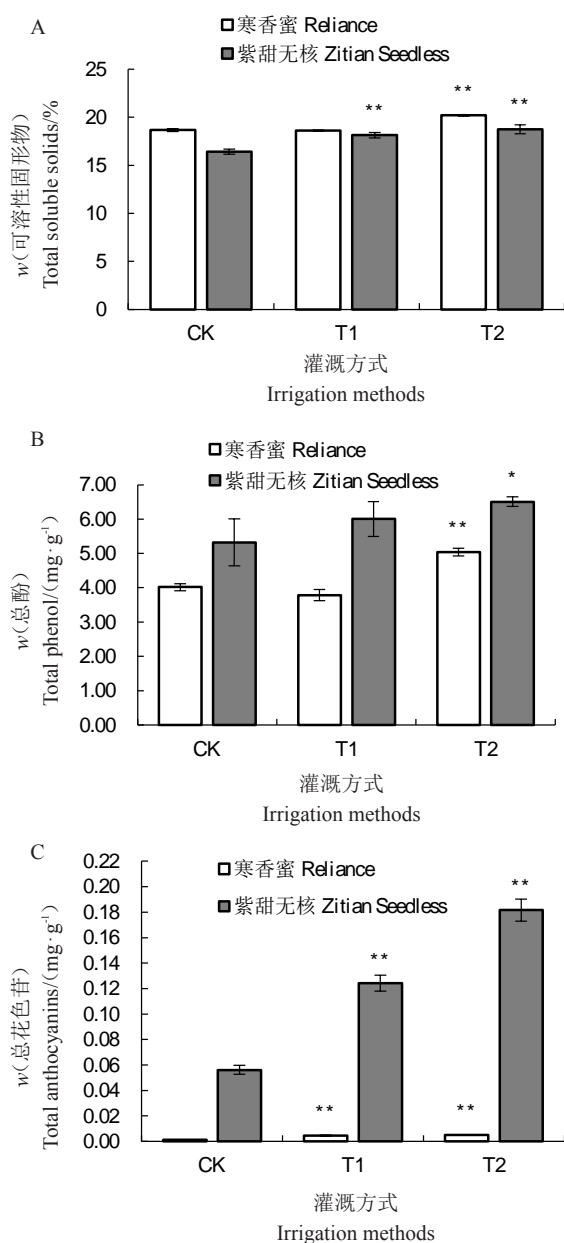 A
寒香蜜 Reliance
紫甜无核 Zitian Seedless
w(可溶性固形物)
Total soluble solids/%
25
20
15
10
5
0
**
**
**
CK
T1
T2
灌溉方式
Irrigation methods
B
寒香蜜 Reliance
紫甜无核 Zitian Seedless
w(总酚)
Total phenol/(mg·g-1)
7.00
6.00
5.00
4.00
3.00
2.00
1.00
0.00
*
**
CK
T1
T2
灌溉方式
Irrigation methods
C
寒香蜜 Reliance
紫甜无核 Zitian Seedless
w(总花色苷)
Total anthocyanins/(mg·g-1)
0.22
0.20
0.18
0.16
0.14
0.12
0.10
0.08
0.06
0.04
0.02
0.00
**
**
**
**
CK
T1
T2
灌溉方式
Irrigation methods